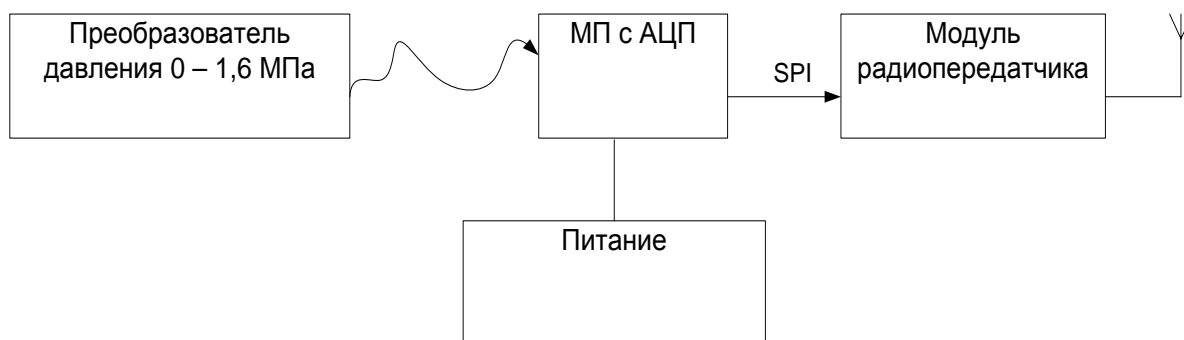 Преобразователь
давления 0 – 1,6 МПа
МП с АЦП
SPI
Модуль
радиопередатчика
Питание